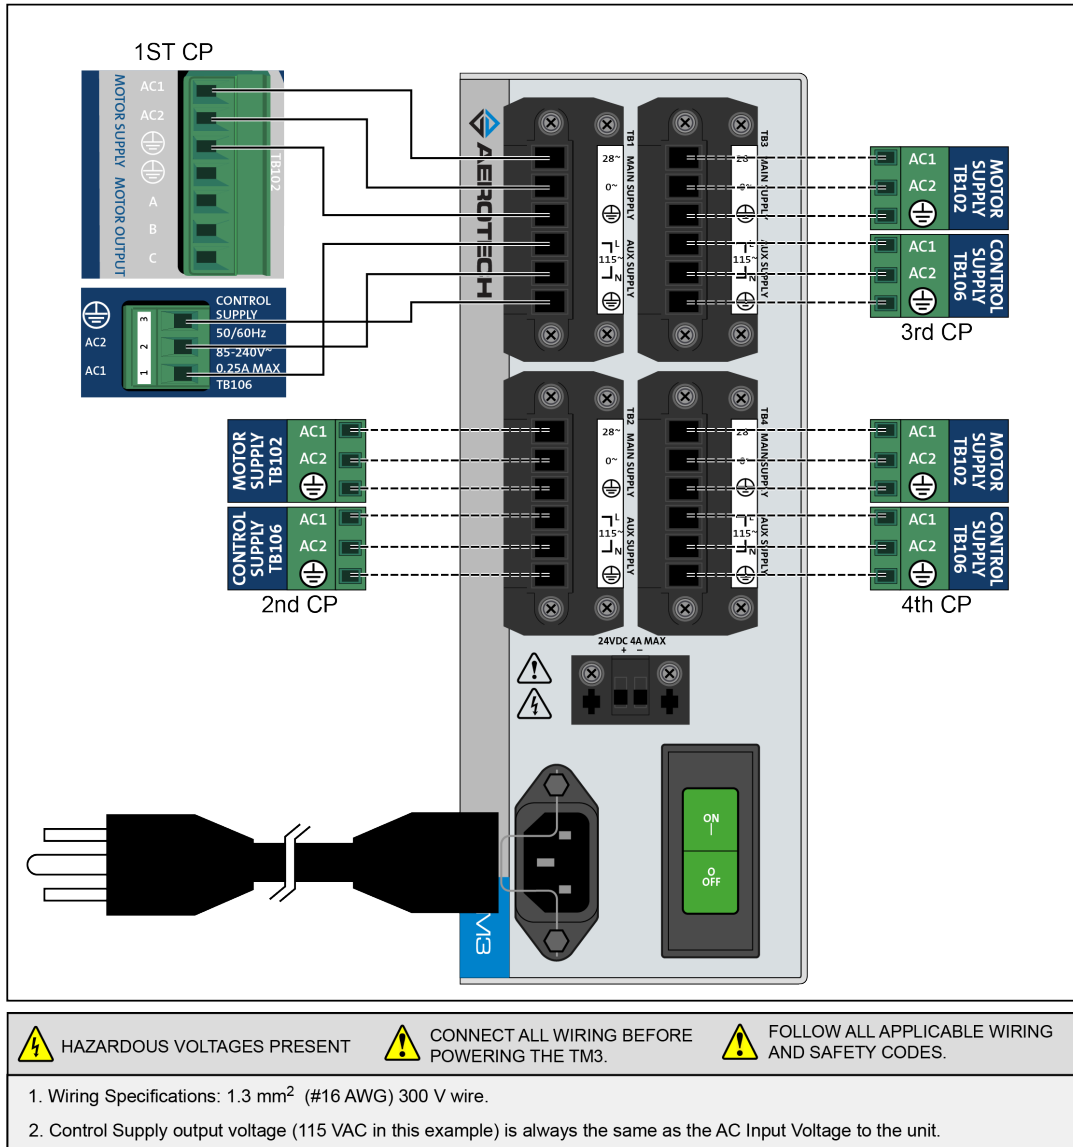 1ST CP
AC1
AC2
A
B
C
MOTOR SUPPLY
MOTOR OUTPUT
TB102
CONTROL
SUPPLY
50/60Hz
85-240V~
0.25A MAX
TB106
3
2
1
AC2
AC1
MOTOR
SUPPLY
TB102
AC1
AC2
CONTROL
SUPPLY
TB106
AC1
AC2
2nd CP
AEROTECH
TB1
MAIN SUPPLY
AUX SUPPLY
28~
0~
L
115~
N
TB3
MAIN SUPPLY
AUX SUPPLY
28
0~
L
115~
N
TB2
MAIN SUPPLY
AUX SUPPLY
28~
0~
L
115~
N
TB4
MAIN SUPPLY
AUX SUPPLY
28
0~
L
115~
N
AC1
AC2
MOTOR
SUPPLY
TB102
AC1
AC2
CONTROL
SUPPLY
TB106
3rd CP
AC1
AC2
MOTOR
SUPPLY
TB102
AC1
AC2
CONTROL
SUPPLY
TB106
4th CP
24VDC 4A MAX
+ −
ON
|
O
OFF
M3
HAZARDOUS VOLTAGES PRESENT
CONNECT ALL WIRING BEFORE
POWERING THE TM3.
FOLLOW ALL APPLICABLE WIRING
AND SAFETY CODES.
1. Wiring Specifications: 1.3 mm² (#16 AWG) 300 V wire.
2. Control Supply output voltage (115 VAC in this example) is always the same as the AC Input Voltage to the unit.